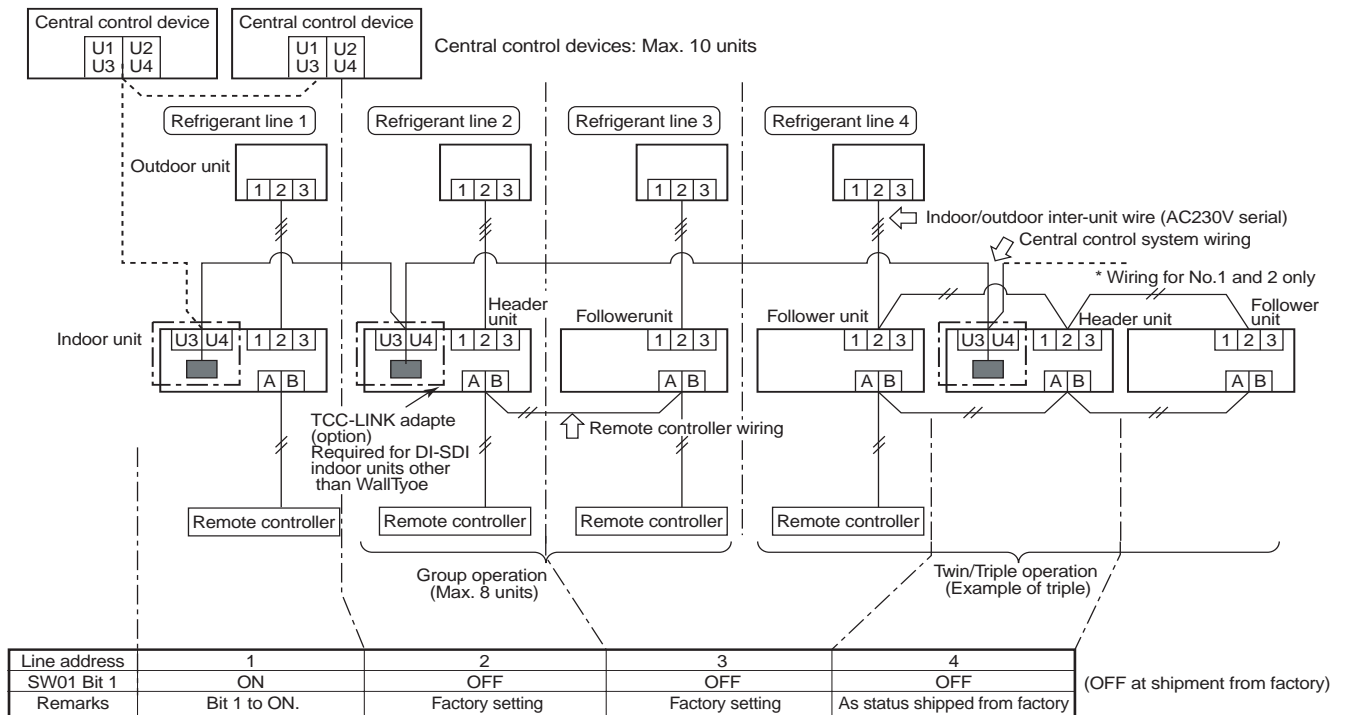 Central control device
Central control device
U1 U2
U3 U4
U1 U2
U3 U4
Central control devices: Max. 10 units
Refrigerant line 1
Refrigerant line 2
Refrigerant line 3
Refrigerant line 4
Outdoor unit
1 2 3
1 2 3
1 2 3
1 2 3
Indoor/outdoor inter-unit wire (AC230V serial)
Central control system wiring
* Wiring for No.1 and 2 only
Indoor unit
U3 U4
1 2 3
A B
U3 U4
Header
unit
1 2 3
A B
Followerunit
1 2 3
A B
Follower unit
1 2 3
A B
U3 U4
Header unit
1 2 3
A B
Follower
unit
1 2 3
A B
TCC-LINK adapte
(option)
Required for DI-SDI
indoor units other
than WallTyoe
Remote controller wiring
Remote controller
Remote controller
Remote controller
Remote controller
Group operation
(Max. 8 units)
Twin/Triple operation
(Example of triple)
Line address 1 2 3 4
SW01 Bit 1 ON OFF OFF OFF
(OFF at shipment from factory)
Remarks Bit 1 to ON. Factory setting Factory setting As status shipped from factory